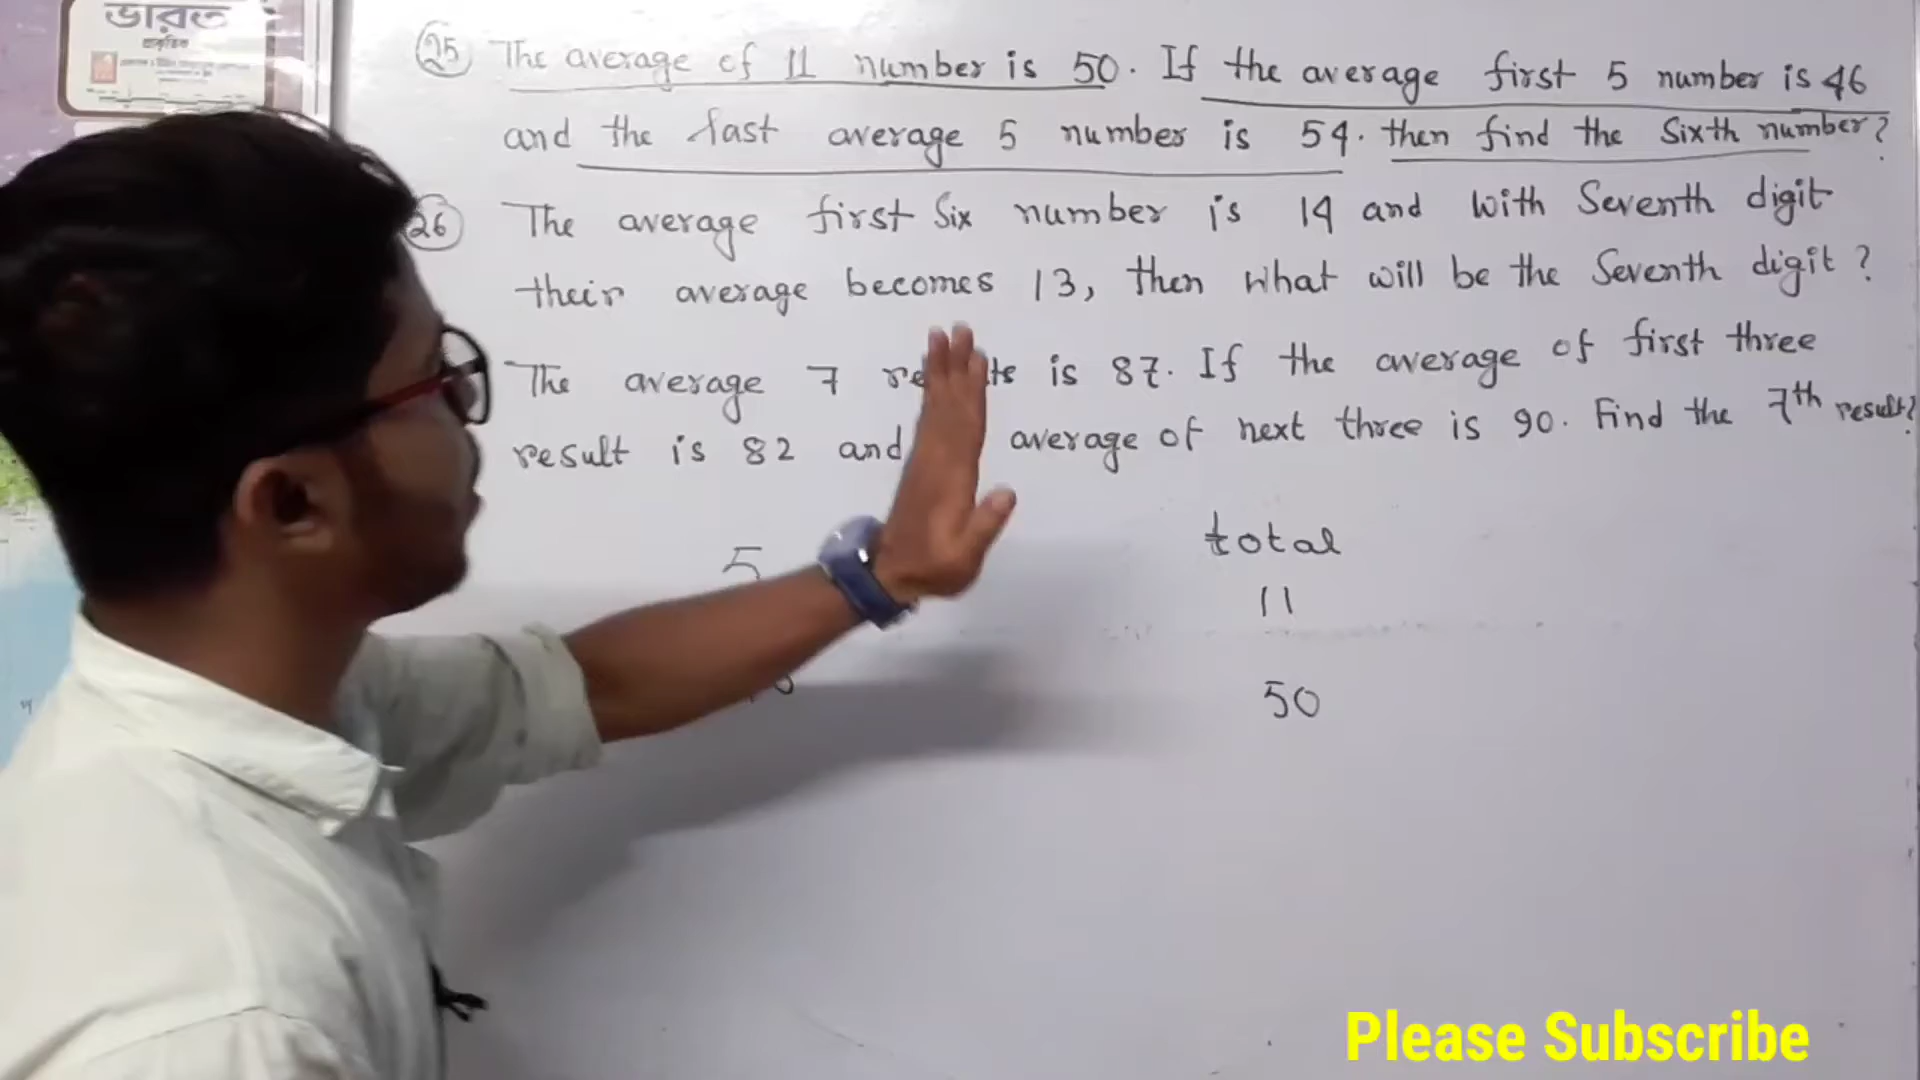 ভারত
প্রাকৃতিক
25 The average of 11 number is 50. If the average first 5 number is 46
and the last average 5 number is 54. then find the Sixth number?
26 The average first Six number is 14 and with Seventh digit
their average becomes 13, then what will be the Seventh digit?
The average 7 is 87. If the average of first three
result is 82 and average of next three is 90. Find the 7th result?
5
total
11
50
Please Subscribe